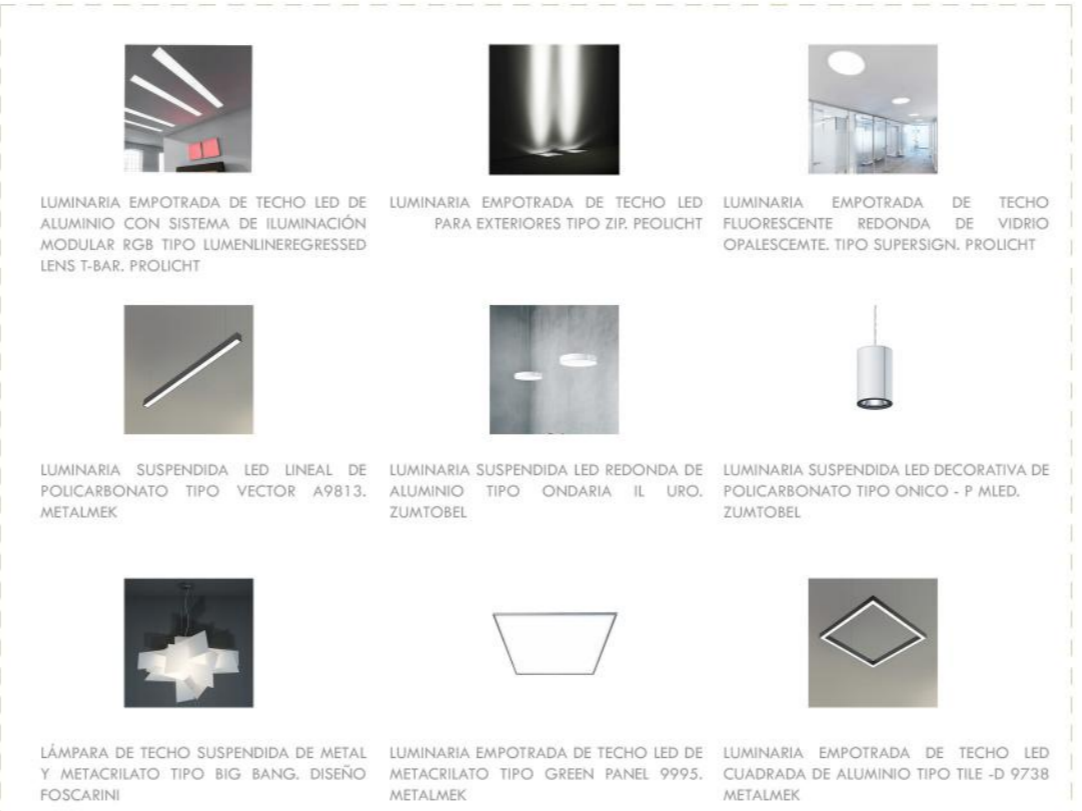 LUMINARIA EMPOTRADA DE TECHO LED DE
ALUMINIO CON SISTEMA DE ILUMINACIÓN
MODULAR RGB TIPO LUMENLINEREGRESSED
LENS T-BAR. PROLICHT
LUMINARIA EMPOTRADA DE TECHO LED
PARA EXTERIORES TIPO ZIP. PEOLICHT
LUMINARIA EMPOTRADA DE TECHO
FLUORESCENTE REDONDA DE VIDRIO
OPALESCEMTE. TIPO SUPERSIGN. PROLICHT
LUMINARIA SUSPENDIDA LED LINEAL DE
POLICARBONATO TIPO VECTOR A9813.
METALMEK
LUMINARIA SUSPENDIDA LED REDONDA DE
ALUMINIO TIPO ONDARIA IL URO.
ZUMTOBEL
LUMINARIA SUSPENDIDA LED DECORATIVA DE
POLICARBONATO TIPO ONICO - P MLED.
ZUMTOBEL
LÁMPARA DE TECHO SUSPENDIDA DE METAL
Y METACRILATO TIPO BIG BANG. DISEÑO
FOSCARINI
LUMINARIA EMPOTRADA DE TECHO LED DE
METACRILATO TIPO GREEN PANEL 9995.
METALMEK
LUMINARIA EMPOTRADA DE TECHO LED
CUADRADA DE ALUMINIO TIPO TILE -D 9738
METALMEK